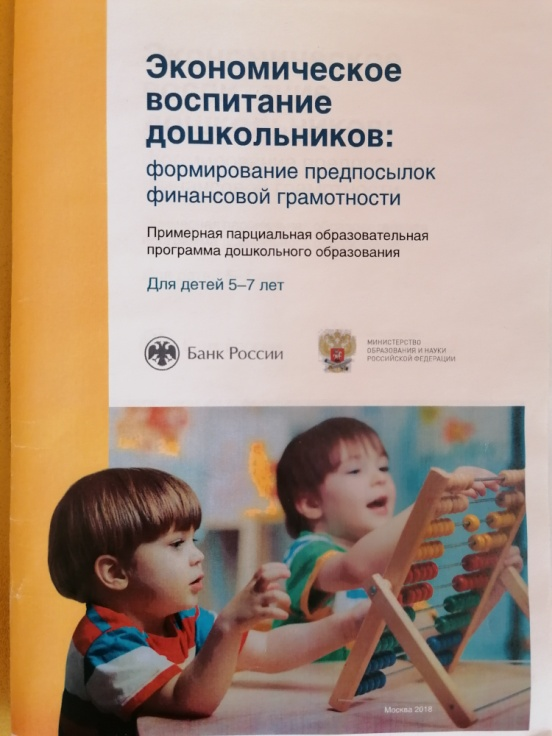 Экономическое
воспитание
дошкольников:
формирование предпосылок
финансовой грамотности
Примерная парциальная образовательная
программа дошкольного образования
Для детей 5–7 лет
Банк России
МИНИСТЕРСТВО
ОБРАЗОВАНИЯ И НАУКИ
РОССИЙСКОЙ ФЕДЕРАЦИИ
Москва 2018